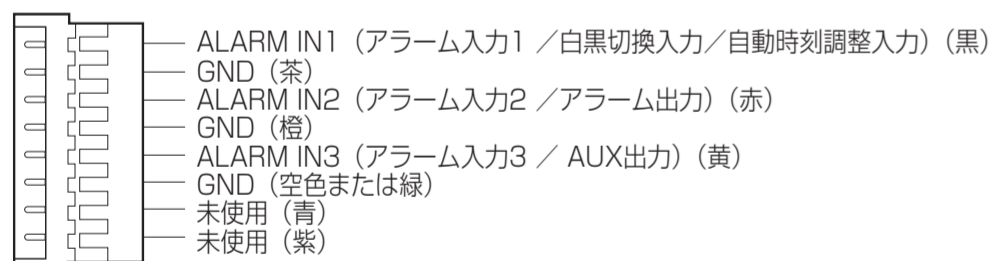 ALARM IN1（アラーム入力1 ／白黒切換入力／自動時刻調整入力）（黒）
GND（茶）
ALARM IN2（アラーム入力2 ／アラーム出力）（赤）
GND（橙）
ALARM IN3（アラーム入力3 ／ AUX出力）（黄）
GND（空色または緑）
未使用（青）
未使用（紫）